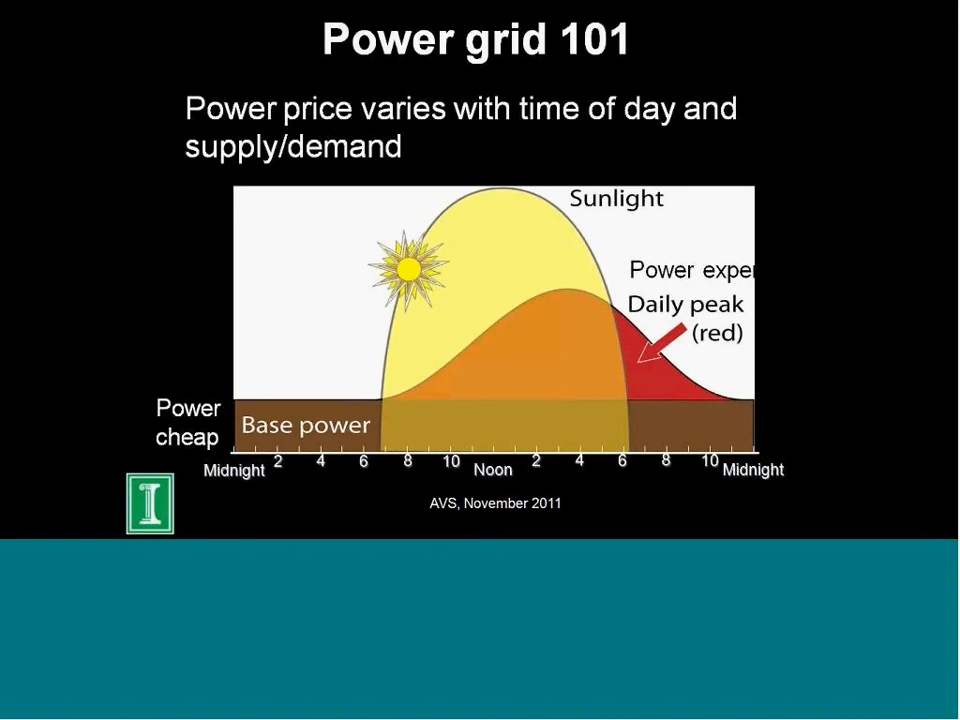 Power grid 101
Power price varies with time of day and
supply/demand
Sunlight
Power exper
Daily peak
(red)
Power
cheap
Base power
Midnight 2 4 6 8 10 Noon 2 4 6 8 10 Midnight
I
AVS, November 2011